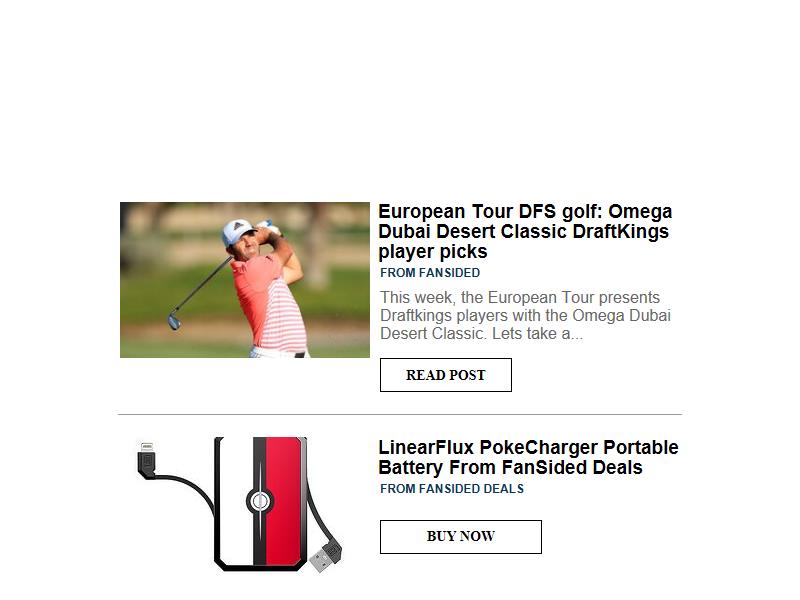 European Tour DFS golf: Omega
Dubai Desert Classic DraftKings
player picks
FROM FANSIDED
This week, the European Tour presents
Draftkings players with the Omega Dubai
Desert Classic. Lets take a...
READ POST
LinearFlux PokeCharger Portable
Battery From FanSided Deals
FROM FANSIDED DEALS
BUY NOW